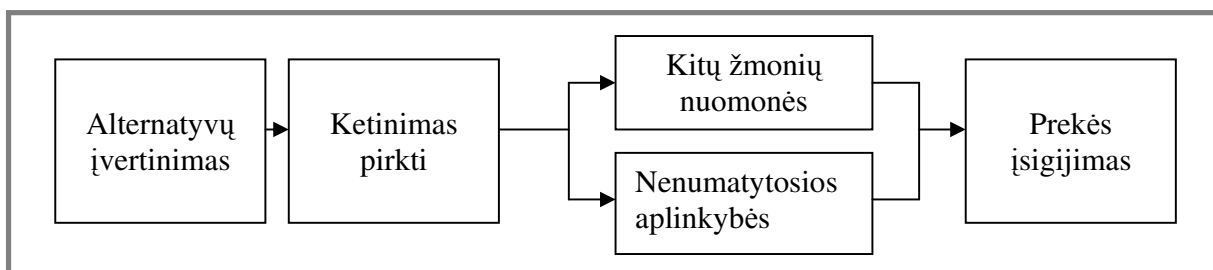 Alternatyvų
įvertinimas
Ketinimas
pirkti
Kitų žmonių
nuomonės
Nenumatytosios
aplinkybės
Prekės
įsigijimas